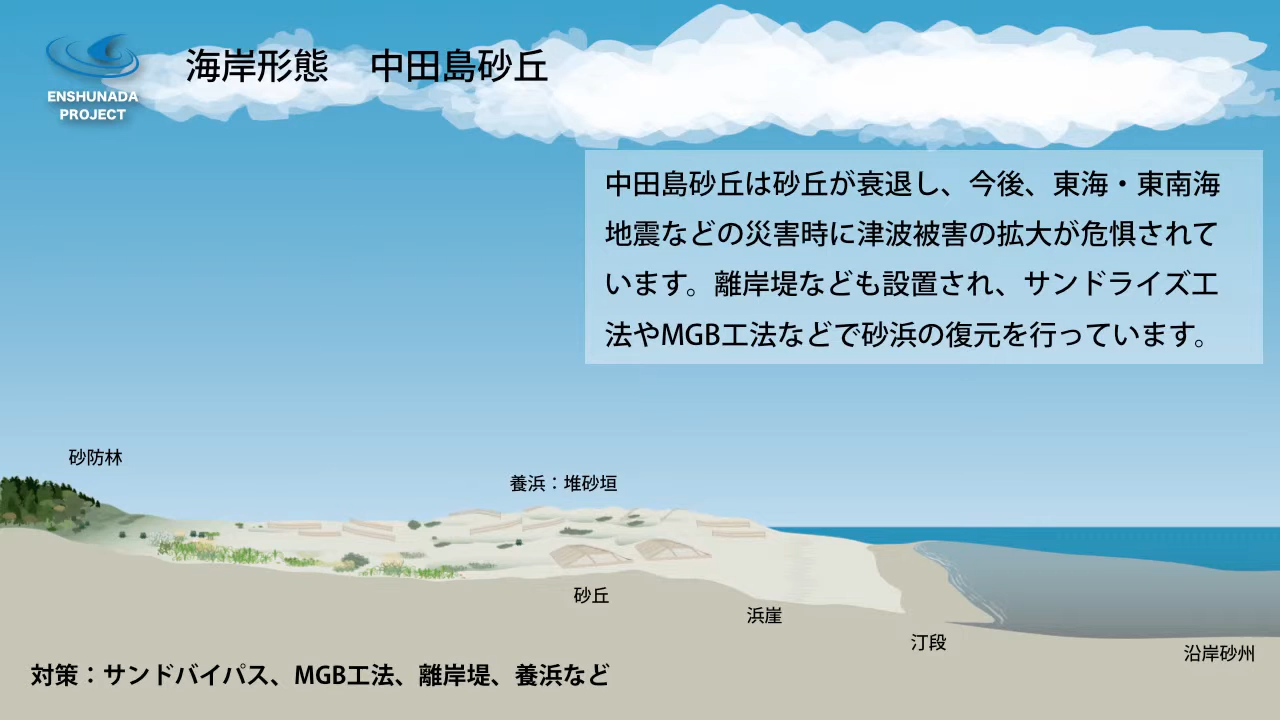 海岸形態　中田島砂丘
ENSHUNADA
PROJECT
中田島砂丘は砂丘が衰退し、今後、東海・東南海
地震などの災害時に津波被害の拡大が危惧されて
います。離岸堤なども設置され、サンドライズ工
法やMGB工法などで砂浜の復元を行っています。
砂防林
養浜：堆砂垣
砂丘
浜崖
汀段
沿岸砂州
対策：サンドバイパス、MGB工法、離岸堤、養浜など